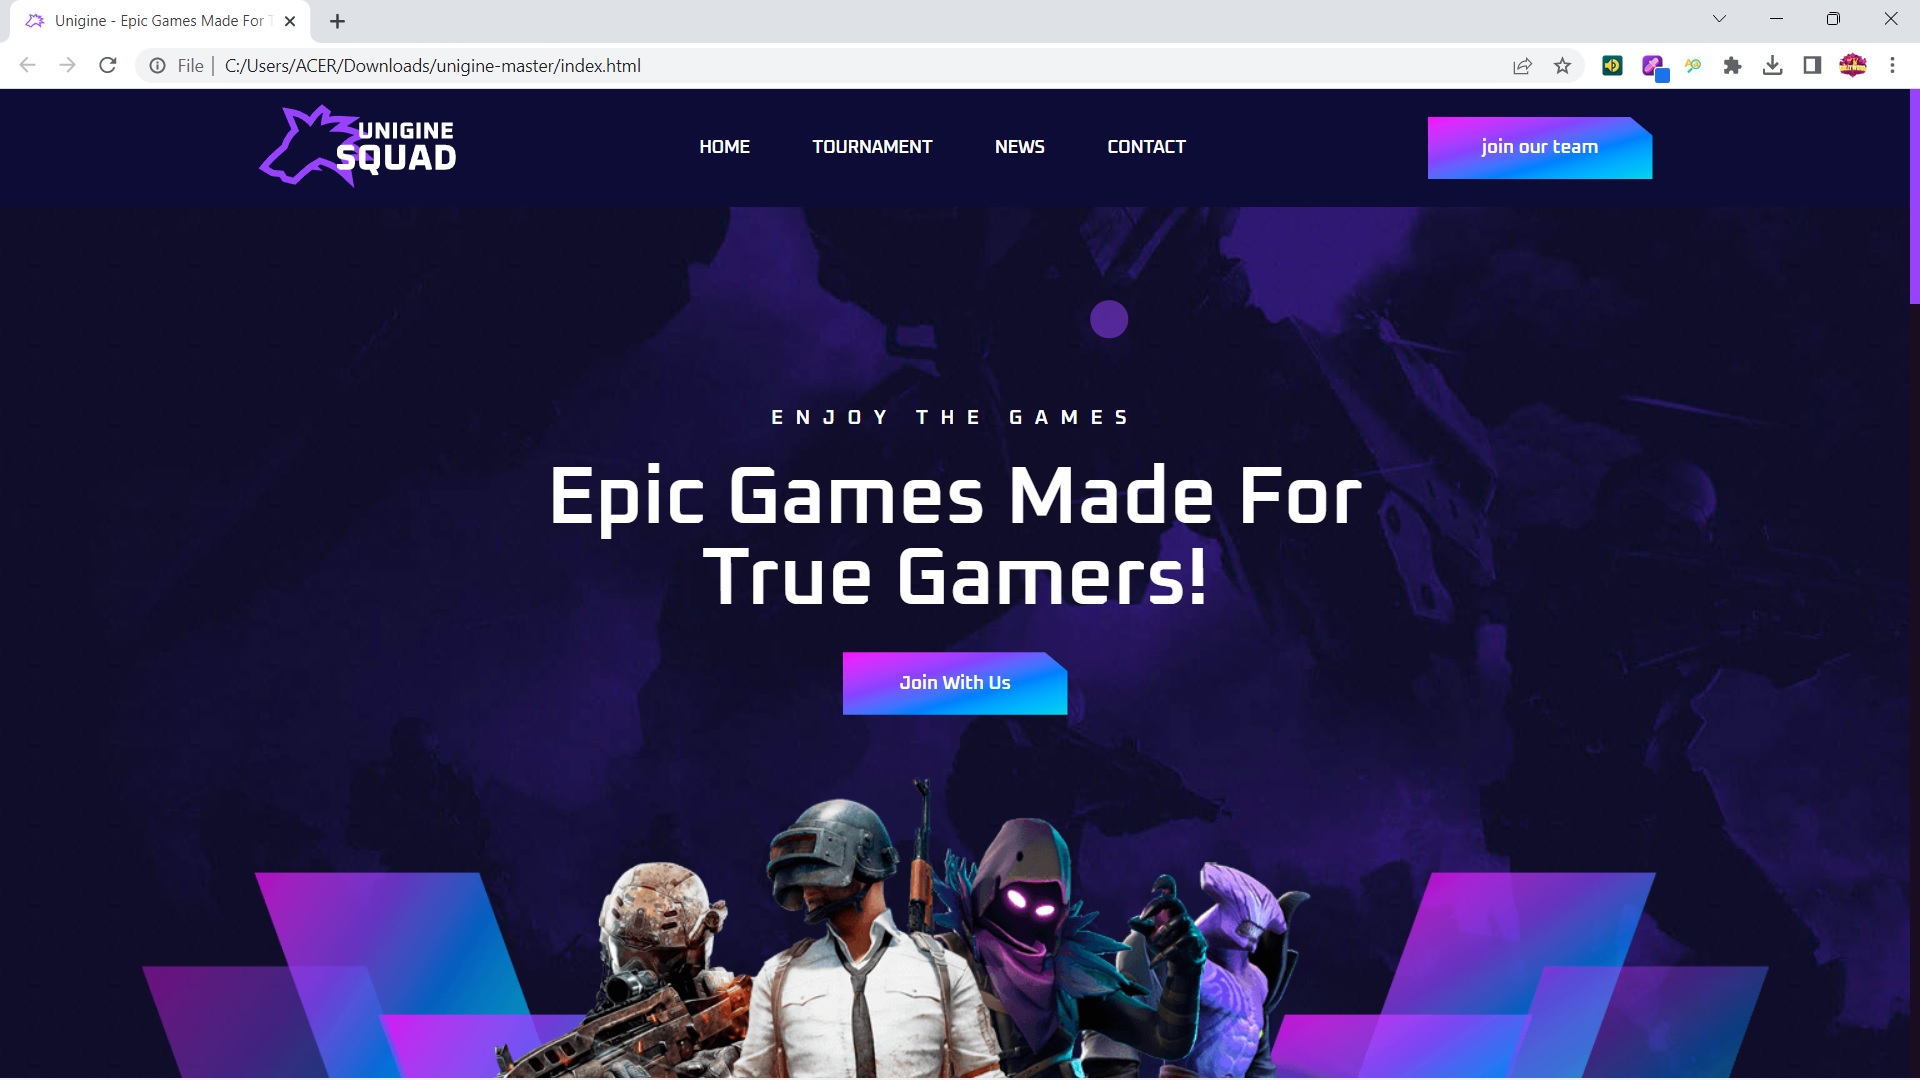 Unigine - Epic Games Made For T
File
C:/Users/ACER/Downloads/unigine-master/index.html
UNIGINE
SQUAD
HOME
TOURNAMENT
NEWS
CONTACT
join our team
ENJOY THE GAMES
Epic Games Made For
True Gamers!
Join With Us